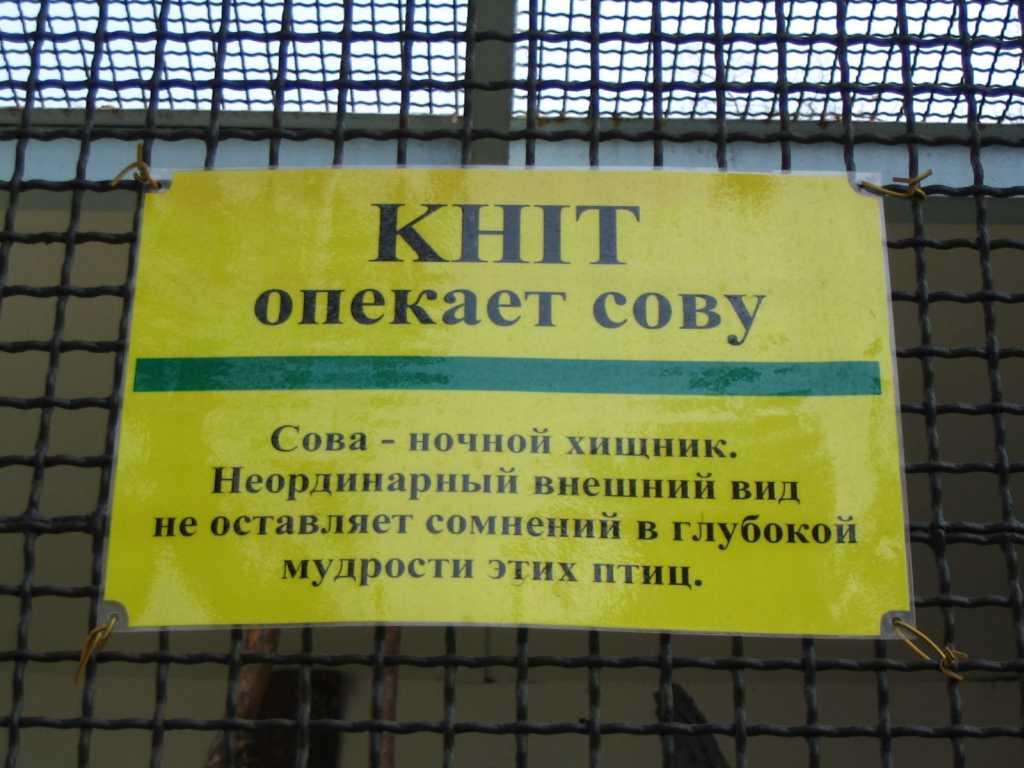 КНІТ
опекает сову
Сова - ночной хищник.
Неординарный внешний вид
не оставляет сомнений в глубокой
мудрости этих птиц.